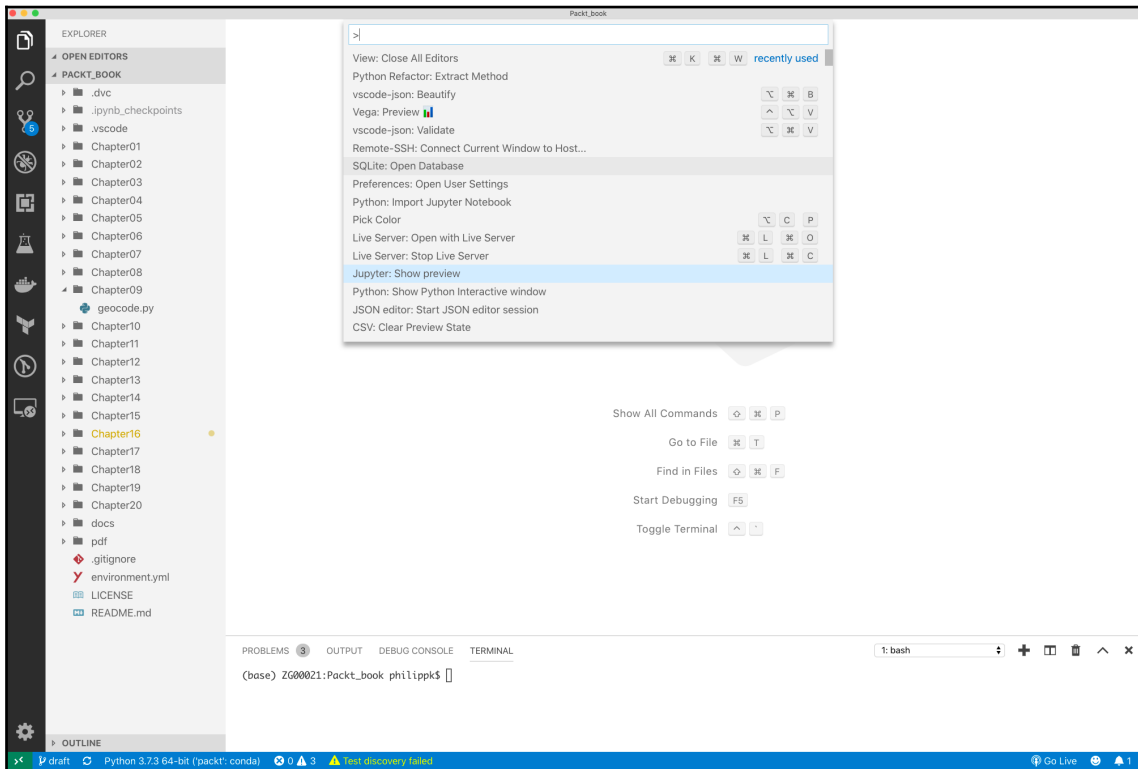 Packt_book
EXPLORER
OPEN EDITORS
PACKT_BOOK
.dvc
.ipynb_checkpoints
.vscode
Chapter01
Chapter02
Chapter03
Chapter04
Chapter05
Chapter06
Chapter07
Chapter08
Chapter09
geocode.py
Chapter10
Chapter11
Chapter12
Chapter13
Chapter14
Chapter15
Chapter16
Chapter17
Chapter18
Chapter19
Chapter20
docs
pdf
.gitignore
environment.yml
LICENSE
README.md
OUTLINE
5
>
View: Close All Editors ⌘ K ⌘ W recently used
Python Refactor: Extract Method
vscode-json: Beautify ⌥ ⌘ B
Vega: Preview 📊 ^ ⌥ V
vscode-json: Validate ⌥ ⌘ V
Remote-SSH: Connect Current Window to Host...
SQLite: Open Database
Preferences: Open User Settings
Python: Import Jupyter Notebook
Pick Color ⌥ C P
Live Server: Open with Live Server ⌘ L ⌘ O
Live Server: Stop Live Server ⌘ L ⌘ C
Jupyter: Show preview
Python: Show Python Interactive window
JSON editor: Start JSON editor session
CSV: Clear Preview State
Show All Commands ⇧ ⌘ P
Go to File ⌘ T
Find in Files ⇧ ⌘ F
Start Debugging F5
Toggle Terminal ^ `
PROBLEMS 3 OUTPUT DEBUG CONSOLE TERMINAL 1: bash
(base) ZG00021:Packt_book philippk$
draft Python 3.7.3 64-bit ('packt': conda) 0 3 Test discovery failed Go Live 1